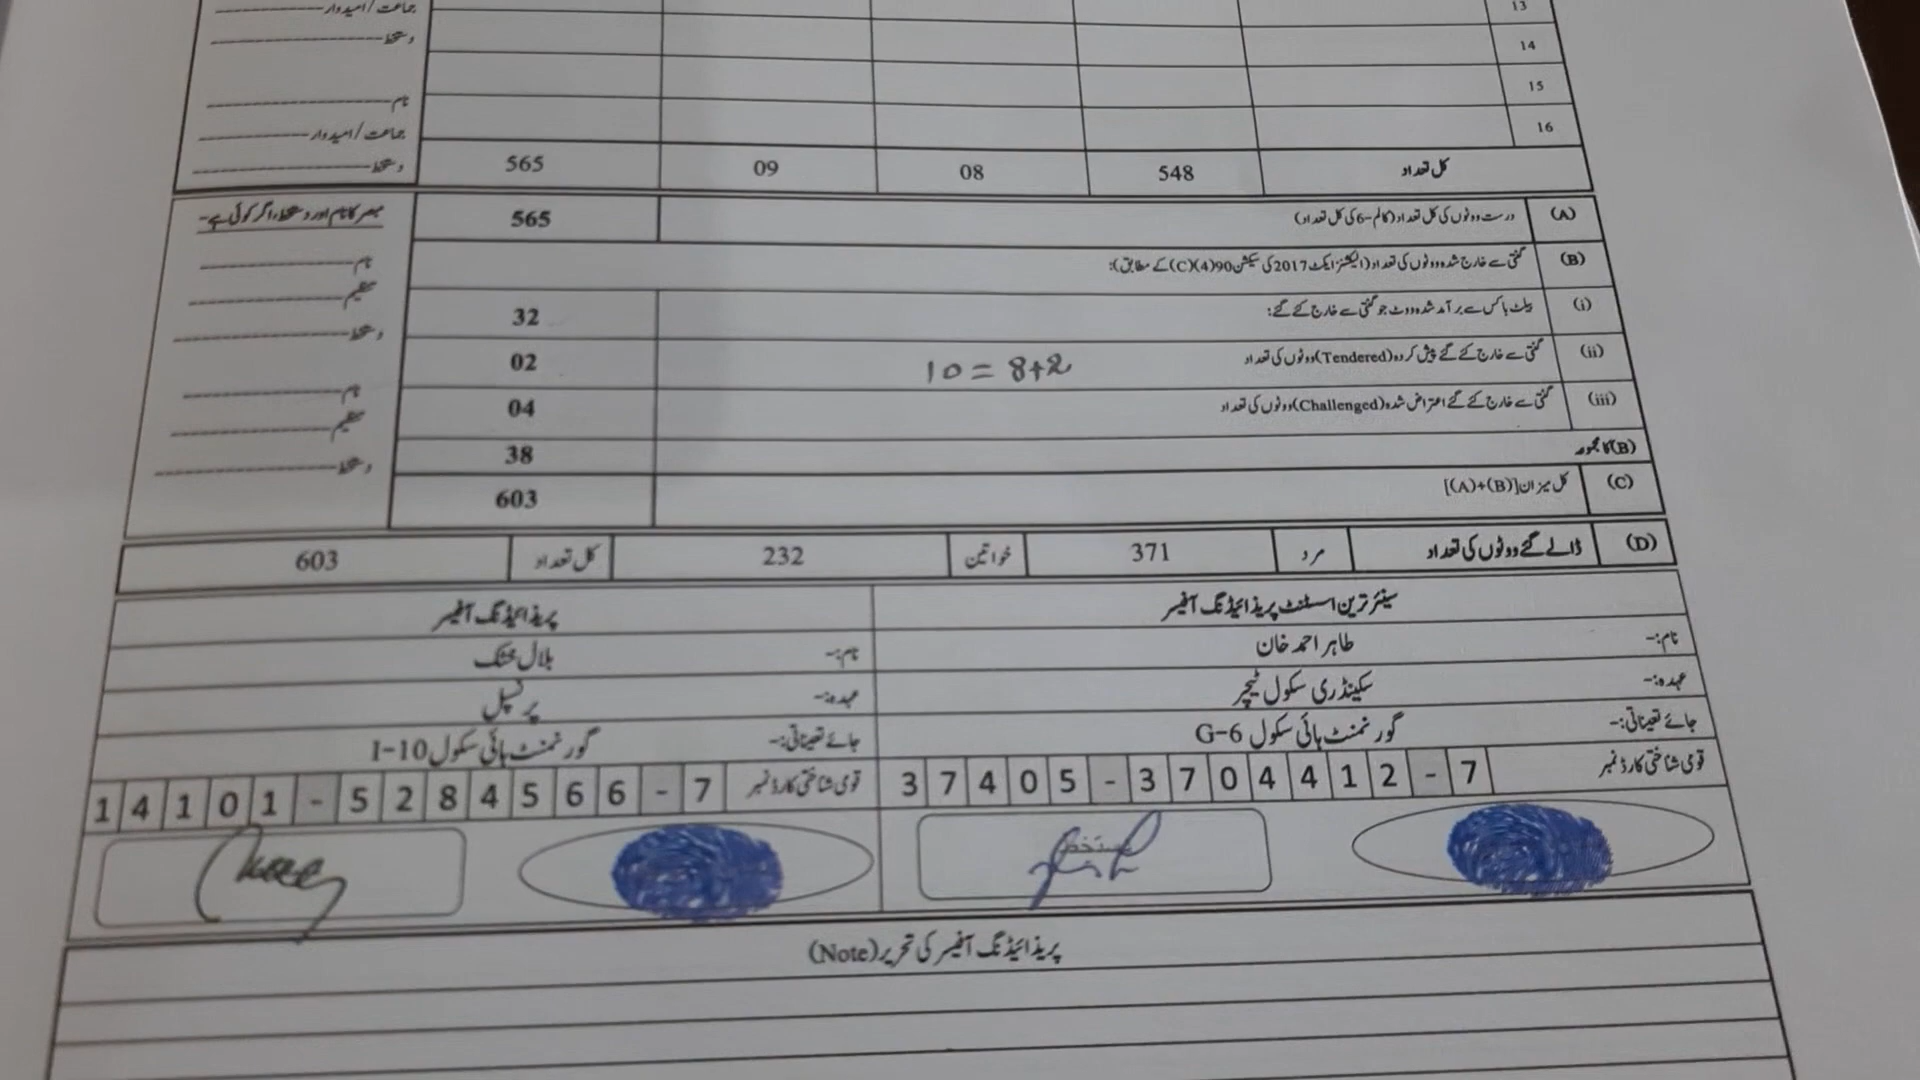 13
جماعت/امیدوار
14
دستخط
15
نام
16
جماعت/امیدوار
کل تعداد 548 08 09 565
دستخط
(A) درست ووٹوں کی کل تعداد (کالم-6 کی کل تعداد) 565
مبصر کا نام اور دستخط، اگر کوئی ہے-
(B) گنتی سے خارج شدہ ووٹوں کی تعداد (الیکشنز ایکٹ 2017 کی سیکشن 90(4)(C) کے مطابق):
نام
تنظیم
دستخط
(i) بیلٹ باکس سے برآمد شدہ ووٹ جو گنتی سے خارج کئے گئے: 32
(ii) گنتی سے خارج کئے گئے پیش کردہ (Tendered) ووٹوں کی تعداد 10 = 8+2 02
نام
(iii) گنتی سے خارج کئے گئے اعتراض شدہ (Challenged) ووٹوں کی تعداد 04
تنظیم
(B) کا مجموعہ 38
دستخط
(C) کل میزان [(A)+(B)] 603
(D) ڈالے گئے ووٹوں کی تعداد مرد 371 خواتین 232 کل تعداد 603
سینئر ترین اسسٹنٹ پریذائیڈنگ آفیسر
نام:- طاہر احمد خان
عہدہ:- سکینڈری سکول ٹیچر
جائے تعیناتی:- گورنمنٹ ہائی سکول G-6
قومی شناختی کارڈ نمبر 37405-3704412-7
دستخط
پریذائیڈنگ آفیسر
نام:- بلال خٹک
عہدہ:- پرنسپل
جائے تعیناتی:- گورنمنٹ ہائی سکول I-10
قومی شناختی کارڈ نمبر 14101-5284566-7
پریذائیڈنگ آفیسر کی تحریر (Note)